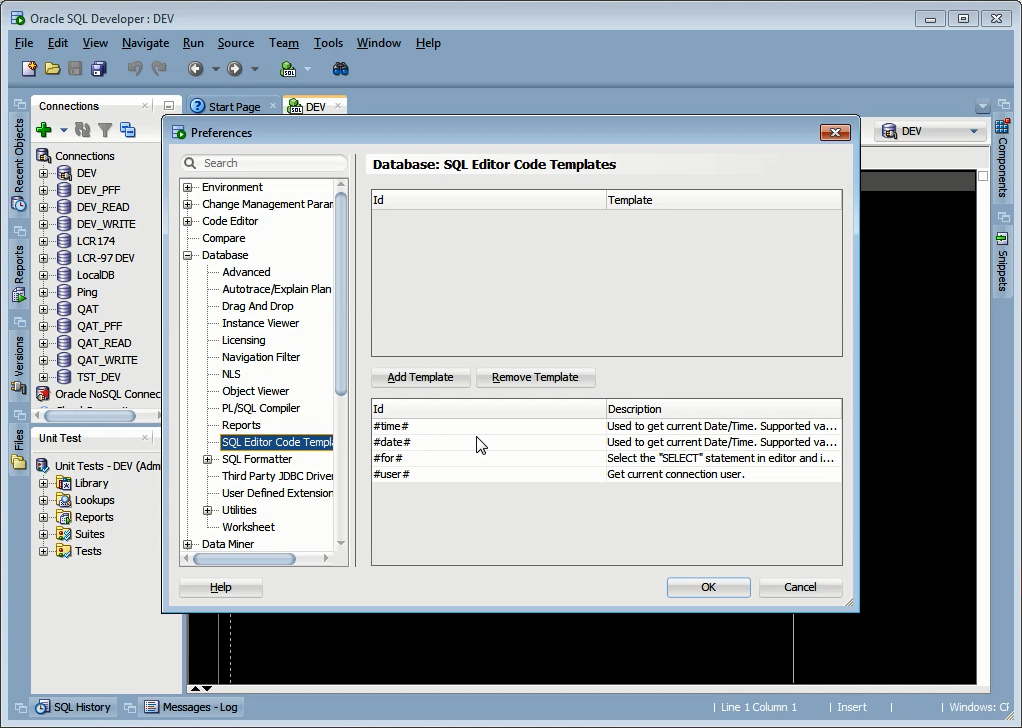 Oracle SQL Developer : DEV
File Edit View Navigate Run Source Team Tools Window Help
Connections
Start Page
DEV
DEV
Recent Objects
Reports
Versions
Files
Components
Snippets
Connections
DEV
DEV_PFF
DEV_READ
DEV_WRITE
LCR174
LCR-97 DEV
LocalDB
Ping
QAT
QAT_PFF
QAT_READ
QAT_WRITE
TST_DEV
Oracle NoSQL Connec
Unit Test
Unit Tests - DEV (Adm
Library
Lookups
Reports
Suites
Tests
Preferences
Search
Environment
Change Management Param
Code Editor
Compare
Database
Advanced
Autotrace/Explain Plan
Drag And Drop
Instance Viewer
Licensing
Navigation Filter
NLS
Object Viewer
PL/SQL Compiler
Reports
SQL Editor Code Templ
SQL Formatter
Third Party JDBC Driver
User Defined Extension
Utilities
Worksheet
Data Miner
Database: SQL Editor Code Templates
Id Template
Add Template Remove Template
Id Description
#time# Used to get current Date/Time. Supported va...
#date# Used to get current Date/Time. Supported va...
#for# Select the "SELECT" statement in editor and i...
#user# Get current connection user.
Help OK Cancel
SQL History Messages - Log Line 1 Column 1 Insert Windows: CF